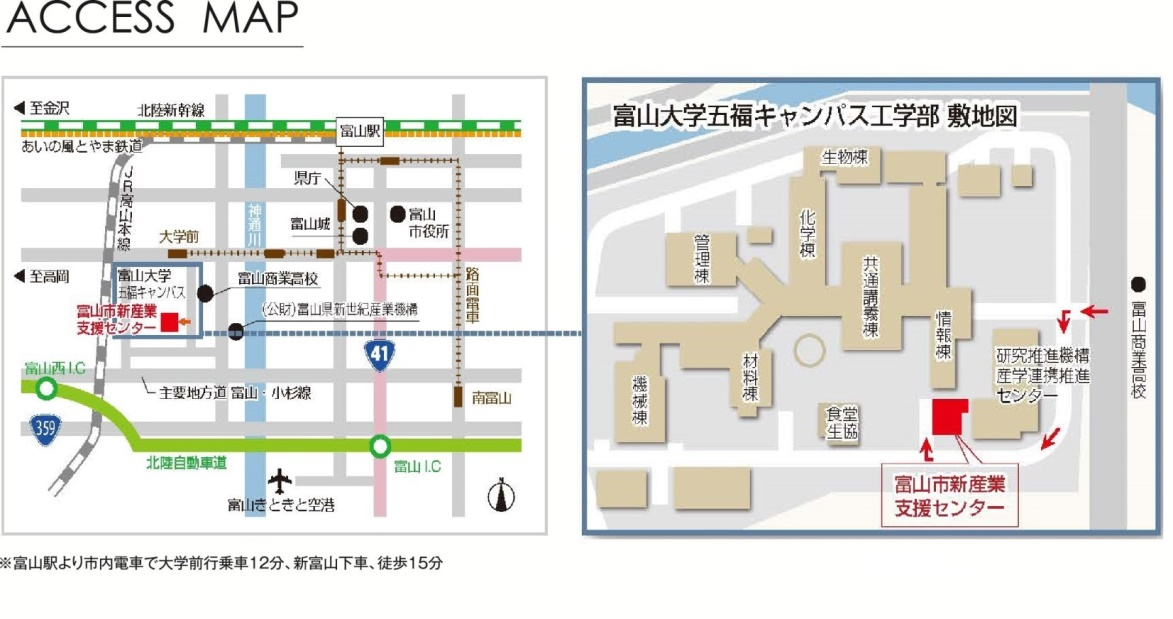 ACCESS MAP
至金沢
北陸新幹線
あいの風とやま鉄道
富山駅
JR高山本線
県庁
富山城
富山
市役所
神通川
大学前
至高岡
富山大学
五福キャンパス
富山商業高校
富山市新産業
支援センター
(公財)富山県新世紀産業機構
路面電車
41
富山西I.C
主要地方道 富山・小杉線
南富山
359
北陸自動車道
富山I.C
富山きときと空港
富山大学五福キャンパス工学部 敷地図
生物棟
化学棟
管理棟
共通講義棟
情報棟
富山商業高校
研究推進機構
産学連携推進
センター
材料棟
機械棟
食堂
生協
富山市新産業
支援センター
※富山駅より市内電車で大学前行乗車12分、新富山下車、徒歩15分